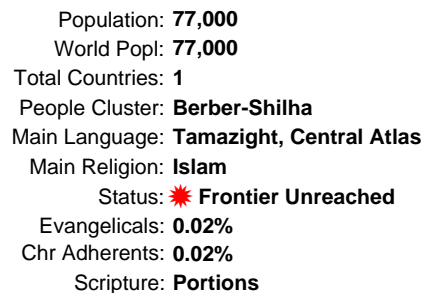 Population: 77,000
World Popl: 77,000
Total Countries: 1
People Cluster: Berber-Shilha
Main Language: Tamazight, Central Atlas
Main Religion: Islam
Status: Frontier Unreached
Evangelicals: 0.02%
Chr Adherents: 0.02%
Scripture: Portions